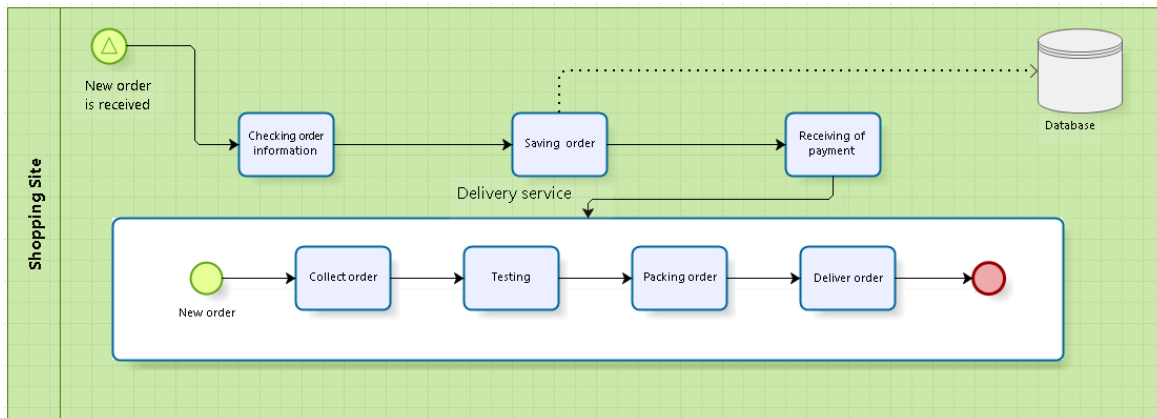 Shopping Site
New order
is received
Checking order
information
Saving order
Receiving of
payment
Database
Delivery service
New order
Collect order
Testing
Packing order
Deliver order